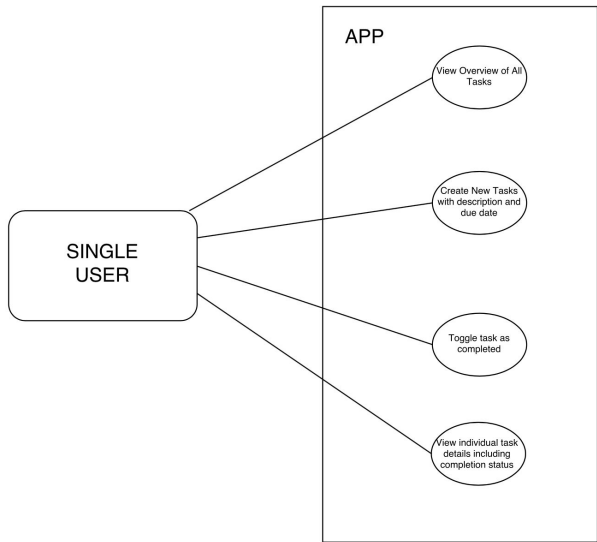 APP
View Overview of All
Tasks
Create New Tasks
with description and
due date
SINGLE
USER
Toggle task as
completed
View individual task
details including
completion status